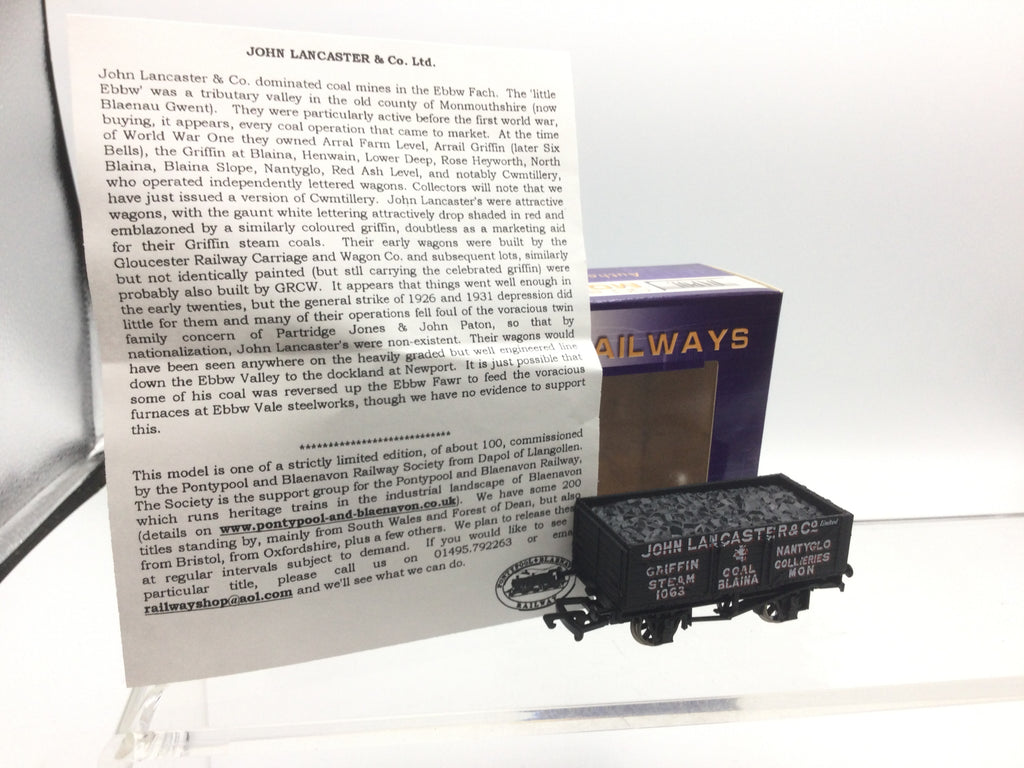 JOHN LANCASTER & Co. Ltd.
John Lancaster & Co. dominated coal mines in the Ebbw Fach. The 'little
Ebbw' was a tributary valley in the old county of Monmouthshire (now
Blaenau Gwent). They were particularly active before the first world war,
buying, it appears, every coal operation that came to market. At the time
of World War One they owned Arral Farm Level, Arrail Griffin (later Six
Bells), the Griffin at Blaina, Henwain, Lower Deep, Rose Heyworth, North
Blaina, Blaina Slope, Nantyglo, Red Ash Level, and notably Cwmtillery,
who operated independently lettered wagons. Collectors will note that we
have just issued a version of Cwmtillery. John Lancaster's were attractive
wagons, with the gaunt white lettering attractively drop shaded in red and
emblazoned by a similarly coloured griffin, doubtless as a marketing aid
for their Griffin steam coals. Their early wagons were built by the
Gloucester Railway Carriage and Wagon Co. and subsequent lots, similarly
but not identically painted (but stll carrying the celebrated griffin) were
probably also built by GRCW. It appears that things went well enough in
the early twenties, but the general strike of 1926 and 1931 depression did
little for them and many of their operations fell foul of the voracious twin
family concern of Partridge Jones & John Paton, so that by
nationalization, John Lancaster's were non-existent. Their wagons would
have been seen anywhere on the heavily graded but well engineered line
down the Ebbw Valley to the dockland at Newport. It is just possible that
some of his coal was reversed up the Ebbw Fawr to feed the voracious
furnaces at Ebbw Vale steelworks, though we have no evidence to support
this.
***************************
This model is one of a strictly limited edition, of about 100, commissioned
by the Pontypool and Blaenavon Railway Society from Dapol of Llangollen.
The Society is the support group for the Pontypool and Blaenavon Railway,
which runs heritage trains in the industrial landscape of Blaenavon
(details on www.pontypool-and-blaenavon.co.uk). We have some 200
titles standing by, mainly from South Wales and Forest of Dean, but also
from Bristol, from Oxfordshire, plus a few others. We plan to release these
at regular intervals subject to demand. If you would like to see
particular title, please call us on 01495.792263 or ema
railwayshop@aol.com and we'll see what we can do.
PONTYPOOL & BLAENAVON
RAILWAY
AILWAYS
JOHN LANCASTER & Co. Limited
GRIFFIN COAL NANTYGLO
STEAM BLAINA COLLIERIES
1063 MON